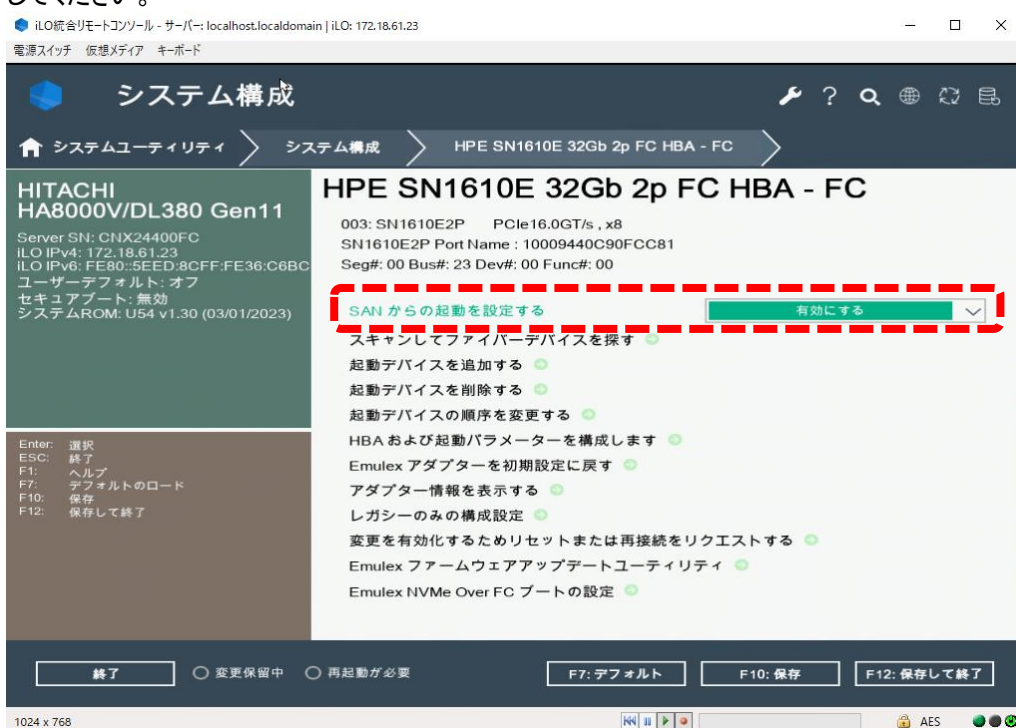 してください。
iLO統合リモートコンソール - サーバー: localhost.localdomain | iLO: 172.18.61.23
電源スイッチ 仮想メディア キーボード
システム構成
システムユーティリティ システム構成 HPE SN1610E 32Gb 2p FC HBA - FC
HITACHI
HA8000V/DL380 Gen11
Server SN: CNX24400FC
iLO IPv4: 172.18.61.23
iLO IPv6: FE80::5EED:8CFF:FE36:C6BC
ユーザーデフォルト: オフ
セキュアブート: 無効
システムROM: U54 v1.30 (03/01/2023)
Enter: 選択
ESC: 終了
F1: ヘルプ
F7: デフォルトのロード
F10: 保存
F12: 保存して終了
HPE SN1610E 32Gb 2p FC HBA - FC
003: SN1610E2P PCIe16.0GT/s , x8
SN1610E2P Port Name : 10009440C90FCC81
Seg#: 00 Bus#: 23 Dev#: 00 Func#: 00
SAN からの起動を設定する 有効にする
スキャンしてファイバーデバイスを探す
起動デバイスを追加する
起動デバイスを削除する
起動デバイスの順序を変更する
HBA および起動パラメーターを構成します
Emulex アダプターを初期設定に戻す
アダプター情報を表示する
レガシーのみの構成設定
変更を有効化するためリセットまたは再接続をリクエストする
Emulex ファームウェアアップデートユーティリティ
Emulex NVMe Over FC ブートの設定
終了 変更保留中 再起動が必要 F7: デフォルト F10: 保存 F12: 保存して終了
1024 x 768 AES